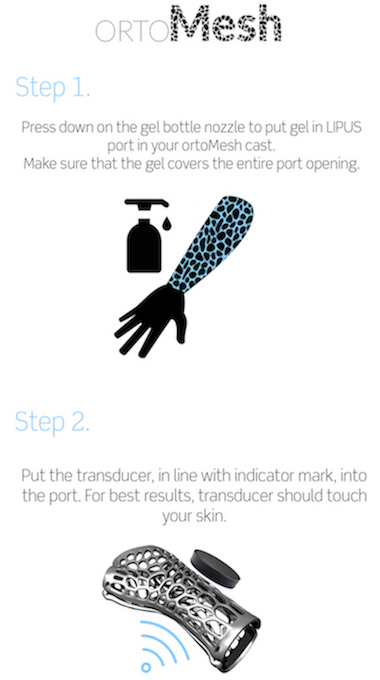 ORTOMesh
Step 1.
Press down on the gel bottle nozzle to put gel in LIPUS
port in your ortoMesh cast.
Make sure that the gel covers the entire port opening.
Step 2.
Put the transducer, in line with indicator mark, into
the port. For best results, transducer should touch
your skin.